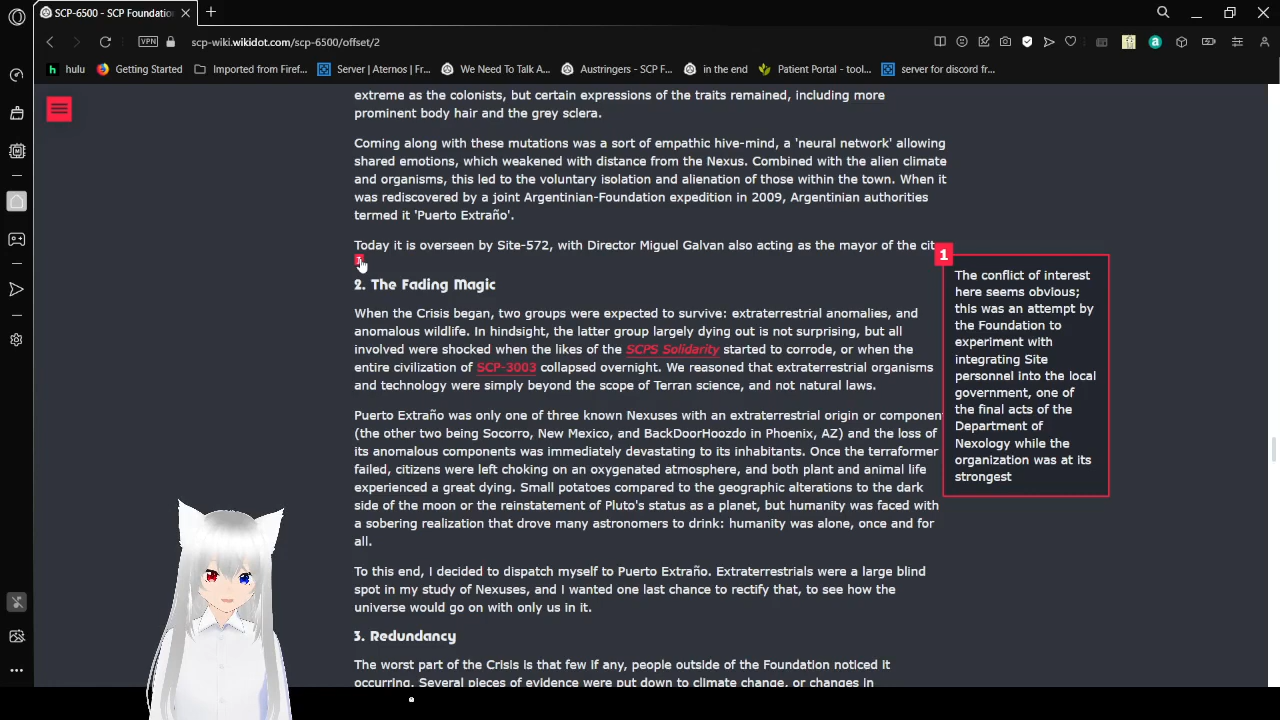 SCP-6500 - SCP Foundatio
VPN
scp-wiki.wikidot.com/scp-6500/offset/2
hulu
Getting Started
Imported from Firef...
Server | Aternos | Fr...
We Need To Talk A...
Austringers - SCP F...
in the end
Patient Portal - tool...
server for discord fr...
extreme as the colonists, but certain expressions of the traits remained, including more
prominent body hair and the grey sclera.
Coming along with these mutations was a sort of empathic hive-mind, a 'neural network' allowing
shared emotions, which weakened with distance from the Nexus. Combined with the alien climate
and organisms, this led to the voluntary isolation and alienation of those within the town. When it
was rediscovered by a joint Argentinian-Foundation expedition in 2009, Argentinian authorities
termed it 'Puerto Extraño'.
Today it is overseen by Site-572, with Director Miguel Galvan also acting as the mayor of the cit
2. The Fading Magic
When the Crisis began, two groups were expected to survive: extraterrestrial anomalies, and
anomalous wildlife. In hindsight, the latter group largely dying out is not surprising, but all
involved were shocked when the likes of the SCPS Solidarity started to corrode, or when the
entire civilization of SCP-3003 collapsed overnight. We reasoned that extraterrestrial organisms
and technology were simply beyond the scope of Terran science, and not natural laws.
Puerto Extraño was only one of three known Nexuses with an extraterrestrial origin or component
(the other two being Socorro, New Mexico, and BackDoorHoozdo in Phoenix, AZ) and the loss of
its anomalous components was immediately devastating to its inhabitants. Once the terraformer
failed, citizens were left choking on an oxygenated atmosphere, and both plant and animal life
experienced a great dying. Small potatoes compared to the geographic alterations to the dark
side of the moon or the reinstatement of Pluto's status as a planet, but humanity was faced with
a sobering realization that drove many astronomers to drink: humanity was alone, once and for
all.
To this end, I decided to dispatch myself to Puerto Extraño. Extraterrestrials were a large blind
spot in my study of Nexuses, and I wanted one last chance to rectify that, to see how the
universe would go on with only us in it.
3. Redundancy
The worst part of the Crisis is that few if any, people outside of the Foundation noticed it
occurring. Several pieces of evidence were put down to climate change, or changes in
1
The conflict of interest
here seems obvious;
this was an attempt by
the Foundation to
experiment with
integrating Site
personnel into the local
government, one of
the final acts of the
Department of
Nexology while the
organization was at its
strongest